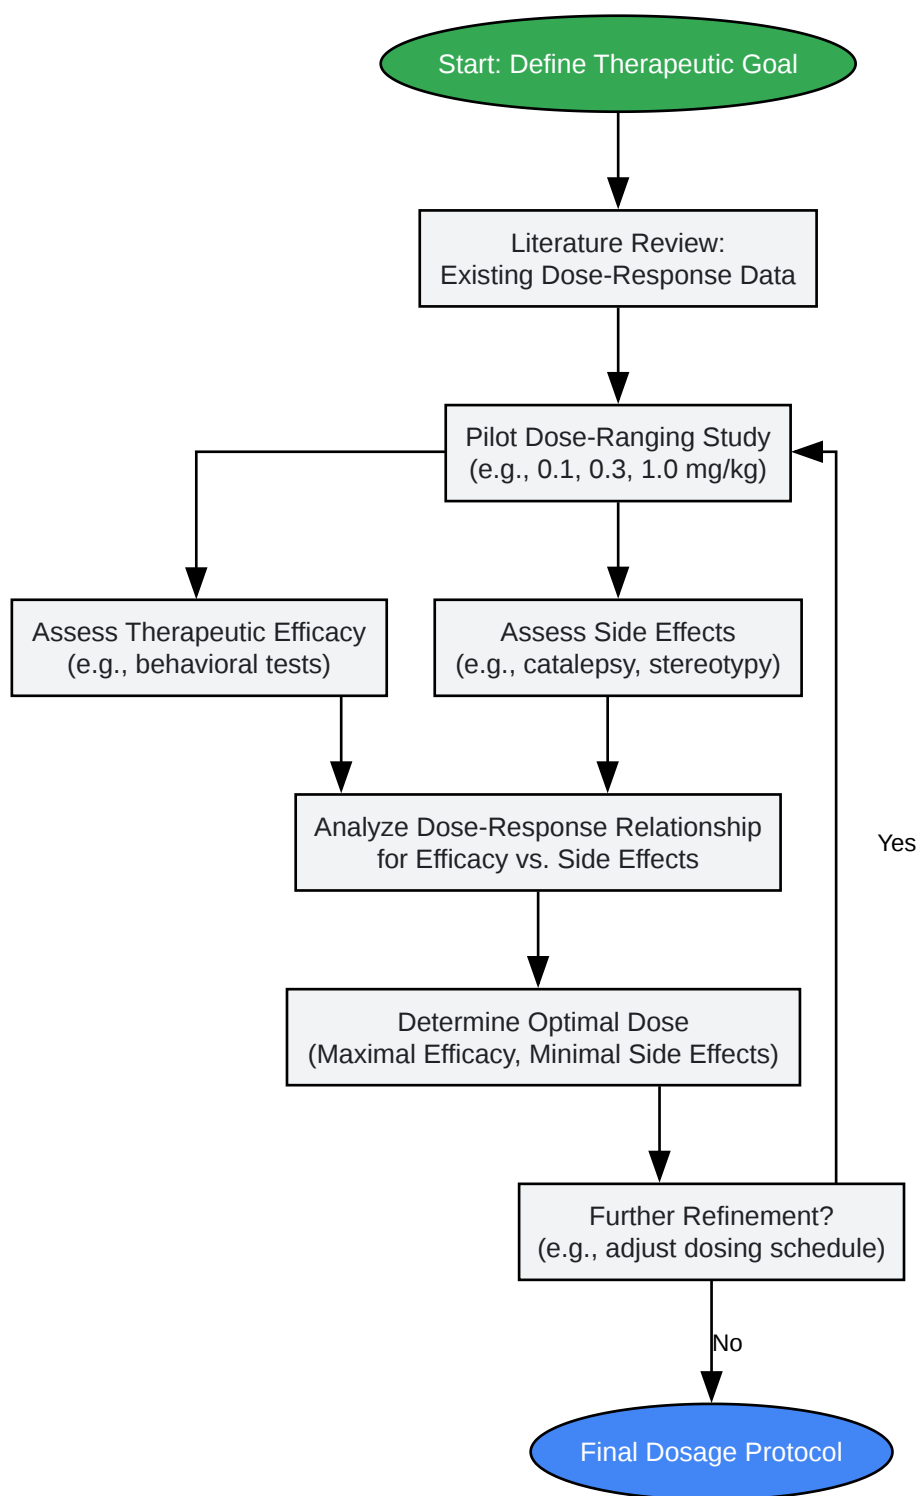 Start: Define Therapeutic Goal
Literature Review:
Existing Dose-Response Data
Pilot Dose-Ranging Study
(e.g., 0.1, 0.3, 1.0 mg/kg)
Assess Therapeutic Efficacy
(e.g., behavioral tests)
Assess Side Effects
(e.g., catalepsy, stereotypy)
Analyze Dose-Response Relationship
for Efficacy vs. Side Effects
Yes
Determine Optimal Dose
(Maximal Efficacy, Minimal Side Effects)
Further Refinement?
(e.g., adjust dosing schedule)
No
Final Dosage Protocol